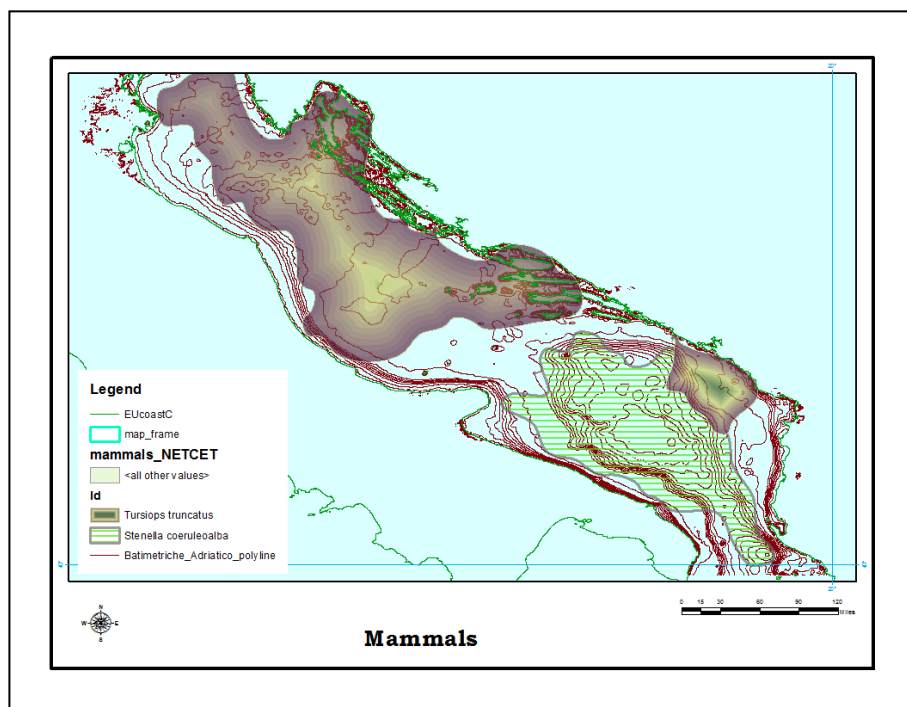 Legend
EUcoastC
map_frame
mammals_NETCET
<all other values>
Id
Tursiops truncatus
Stenella coeruleoalba
Batimetriche_Adriatico_polyline
N
W
E
S
Mammals
0 15 30 60 90 120
Miles